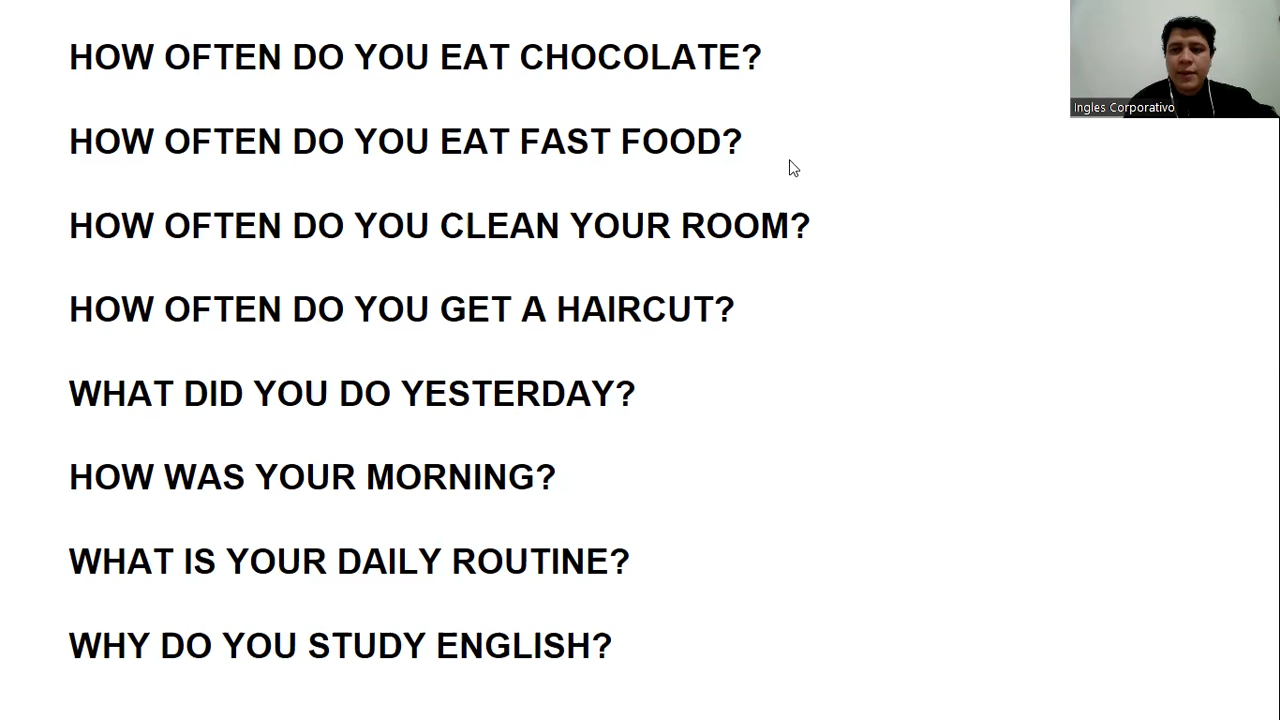 HOW OFTEN DO YOU EAT CHOCOLATE?
Ingles Corporativo
HOW OFTEN DO YOU EAT FAST FOOD?
HOW OFTEN DO YOU CLEAN YOUR ROOM?
HOW OFTEN DO YOU GET A HAIRCUT?
WHAT DID YOU DO YESTERDAY?
HOW WAS YOUR MORNING?
WHAT IS YOUR DAILY ROUTINE?
WHY DO YOU STUDY ENGLISH?